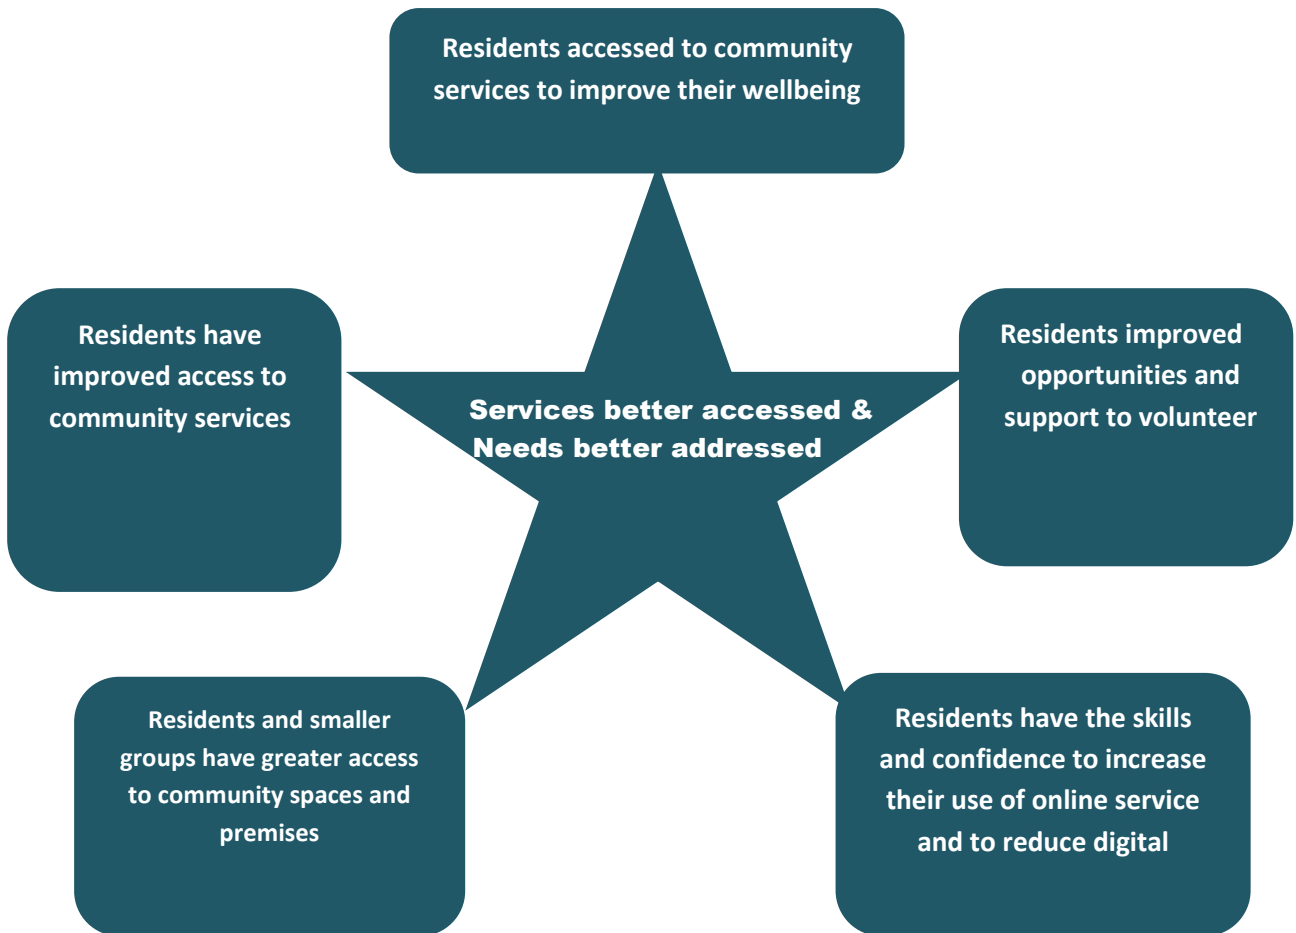 Residents accessed to community
services to improve their wellbeing
Residents have
improved access to
community services
Services better accessed &
Needs better addressed
Residents improved
opportunities and
support to volunteer
Residents and smaller
groups have greater access
to community spaces and
premises
Residents have the skills
and confidence to increase
their use of online service
and to reduce digital